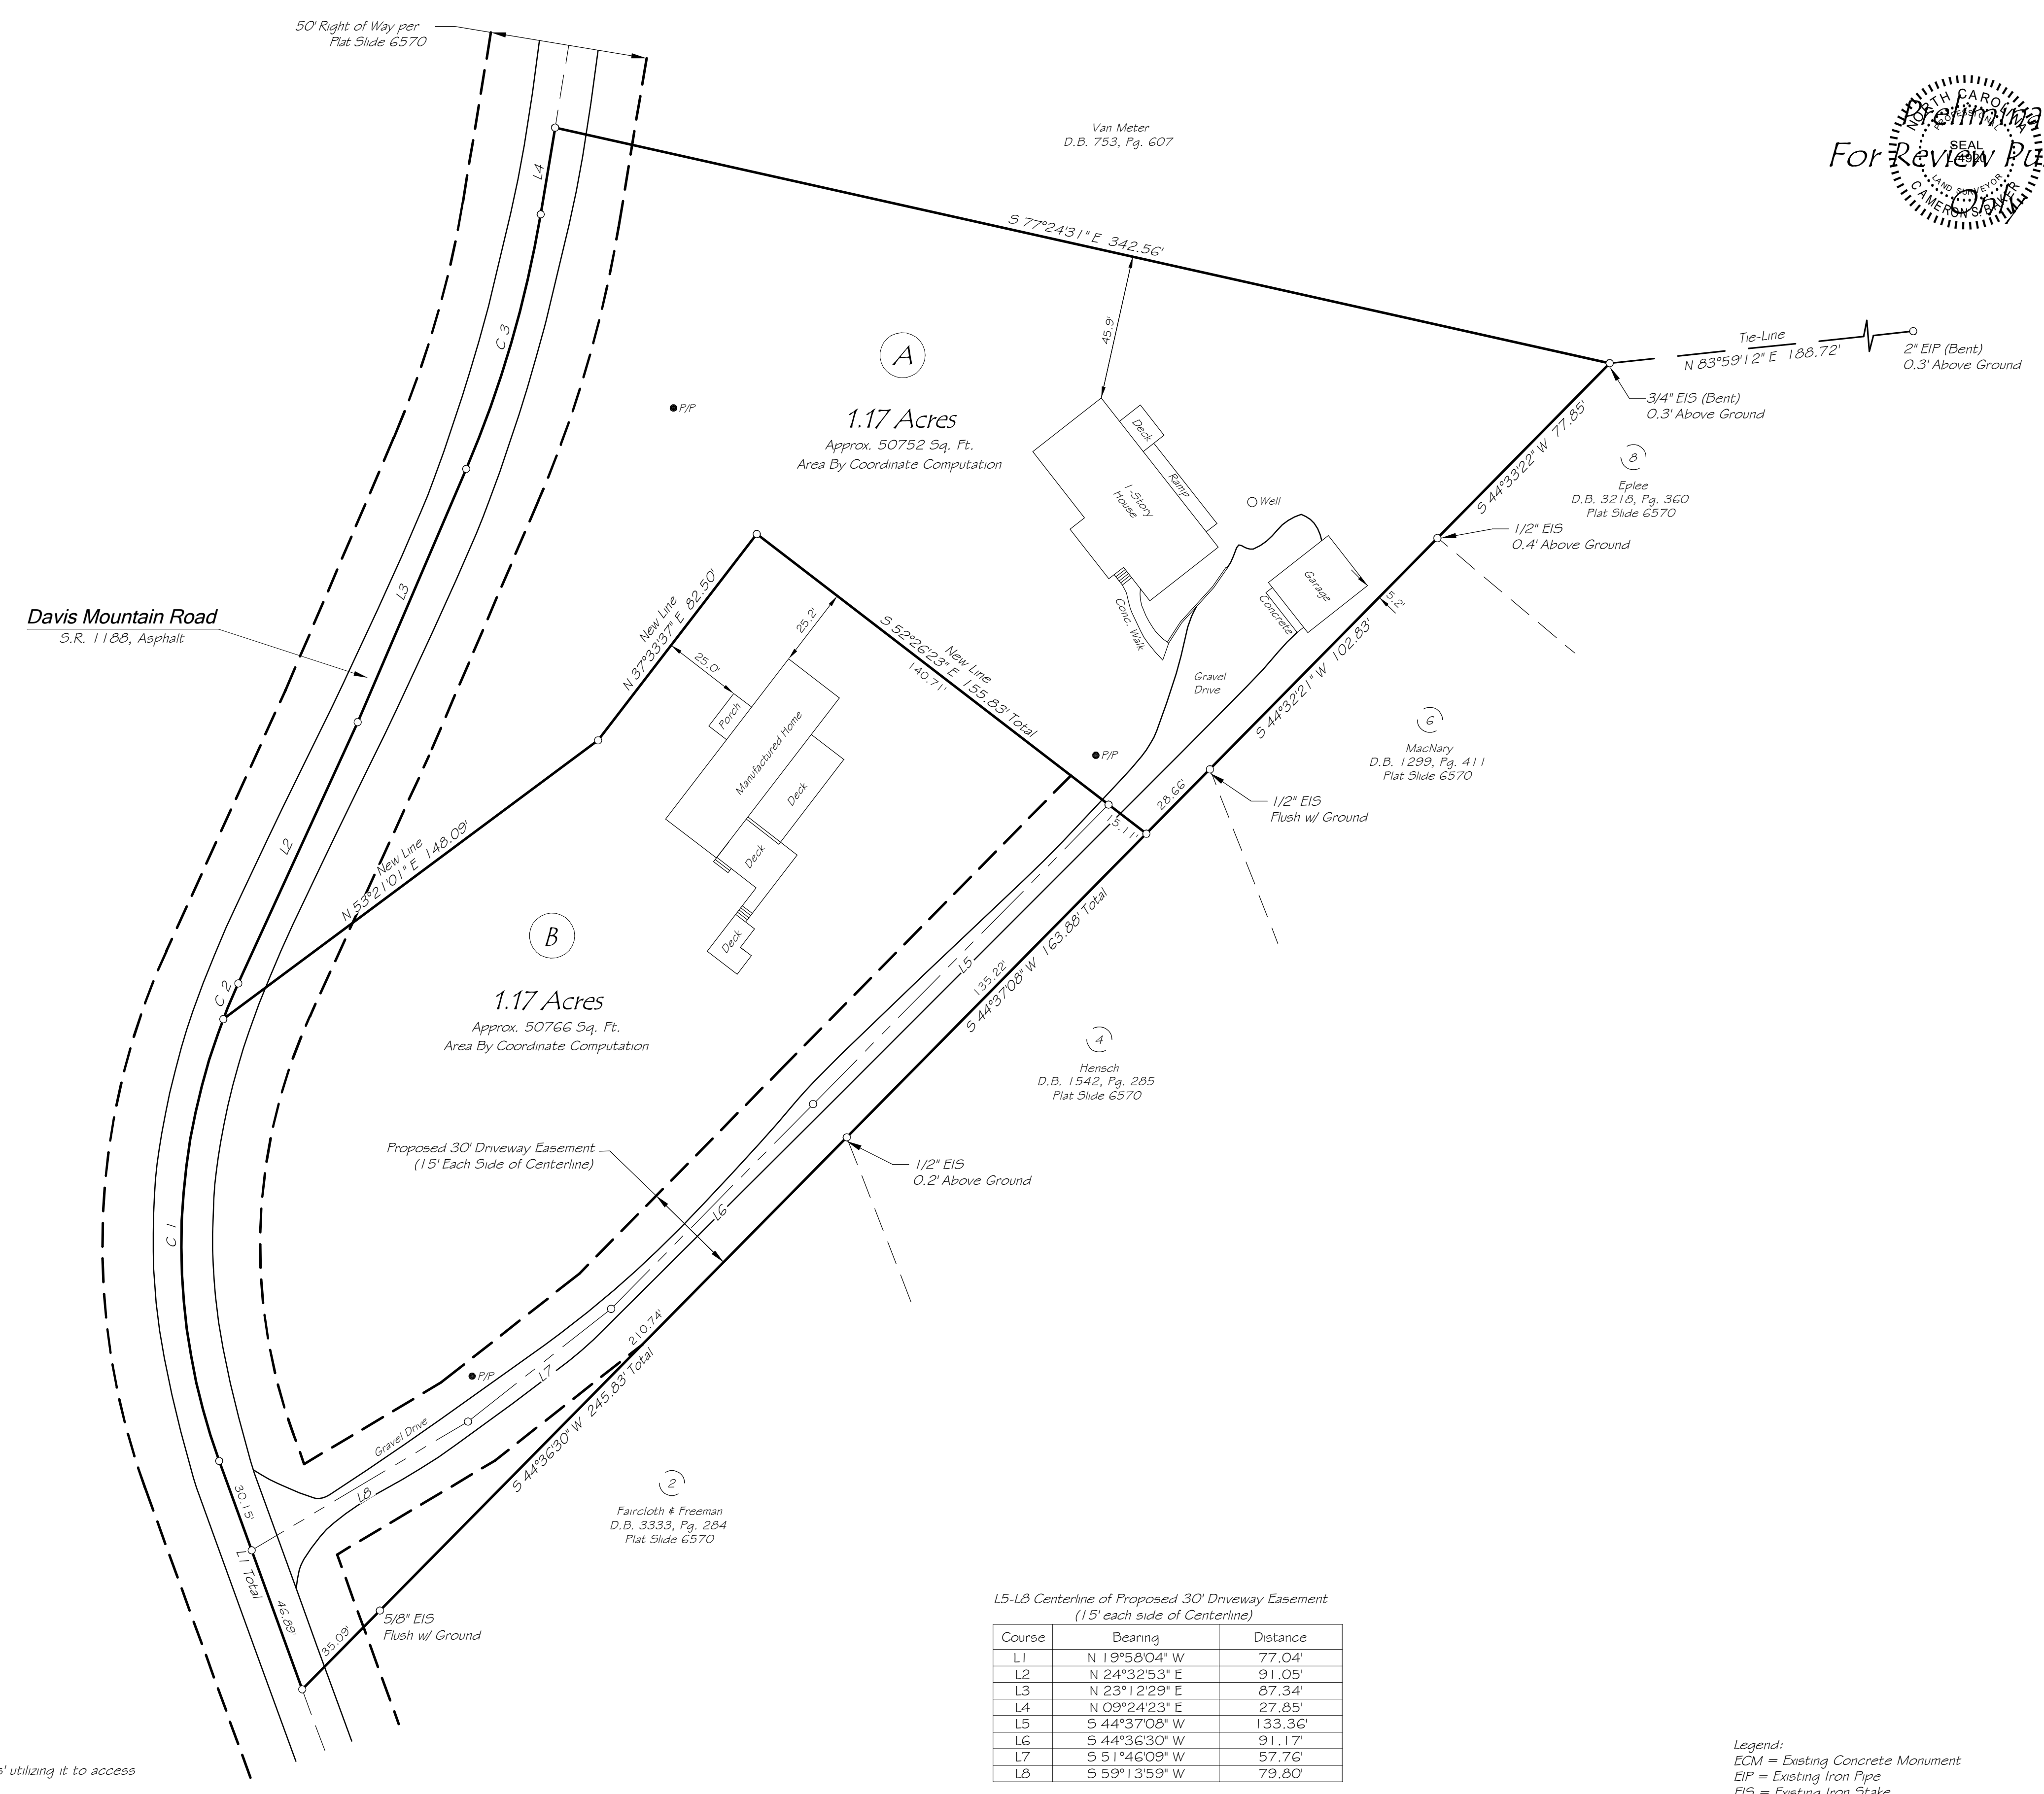 50' Right of Way per
Plat Slide 6570
Van Meter
D.B. 753, Pg. 607
NORTH CAROLINA
PROFESSIONAL
SEAL
L-4920
LAND SURVEYOR
CAMERON S. BAKER
For Review
Only
L4
S 77°24'31" E 342.56'
C 3
45.9'
Tie-Line
N 83°59'12" E 188.72'
2" EIP (Bent)
0.3' Above Ground
3/4" EIS (Bent)
0.3' Above Ground
A
1.17 Acres
Approx. 50752 Sq. Ft.
Area By Coordinate Computation
P/P
Deck
Ramp
1-Story
House
Well
S 44°33'22" W 77.85'
8
Eplee
D.B. 3218, Pg. 360
Plat Slide 6570
1/2" EIS
0.4' Above Ground
Garage
Concrete
Conc. Walk
5.2'
L3
Davis Mountain Road
S.R. 1188, Asphalt
New Line
N 37°33'37" E 82.50'
25.0'
25.2'
New Line
S 52°26'23" E 155.83' Total
140.71'
Gravel
Drive
S 44°32'21" W 102.83'
Porch
Manufactured Home
Deck
Deck
Deck
P/P
6
MacNary
D.B. 1299, Pg. 411
Plat Slide 6570
28.66'
15.11'
1/2" EIS
Flush w/ Ground
L2
New Line
N 53°21'01" E 148.09'
C 2
B
1.17 Acres
Approx. 50766 Sq. Ft.
Area By Coordinate Computation
L5
135.22'
S 44°37'08" W 163.88' Total
4
Hensch
D.B. 1542, Pg. 285
Plat Slide 6570
Proposed 30' Driveway Easement
(15' Each Side of Centerline)
1/2" EIS
0.2' Above Ground
C 1
L6
210.74'
S 44°36'30" W 245.83' Total
L7
P/P
Gravel Drive
L8
30.15'
L1 Total
46.89'
35.09'
5/8" EIS
Flush w/ Ground
2
Faircloth & Freeman
D.B. 3333, Pg. 284
Plat Slide 6570
L5-L8 Centerline of Proposed 30' Driveway Easement
(15' each side of Centerline)
Course Bearing Distance
L1 N 19°58'04" W 77.04'
L2 N 24°32'53" E 91.05'
L3 N 23°12'29" E 87.34'
L4 N 09°24'23" E 27.85'
L5 S 44°37'08" W 133.36'
L6 S 44°36'30" W 91.17'
L7 S 51°46'09" W 57.76'
L8 S 59°13'59" W 79.80'
utilizing it to access
Legend:
ECM = Existing Concrete Monument
EIP = Existing Iron Pipe
EIS = Existing Iron Stake